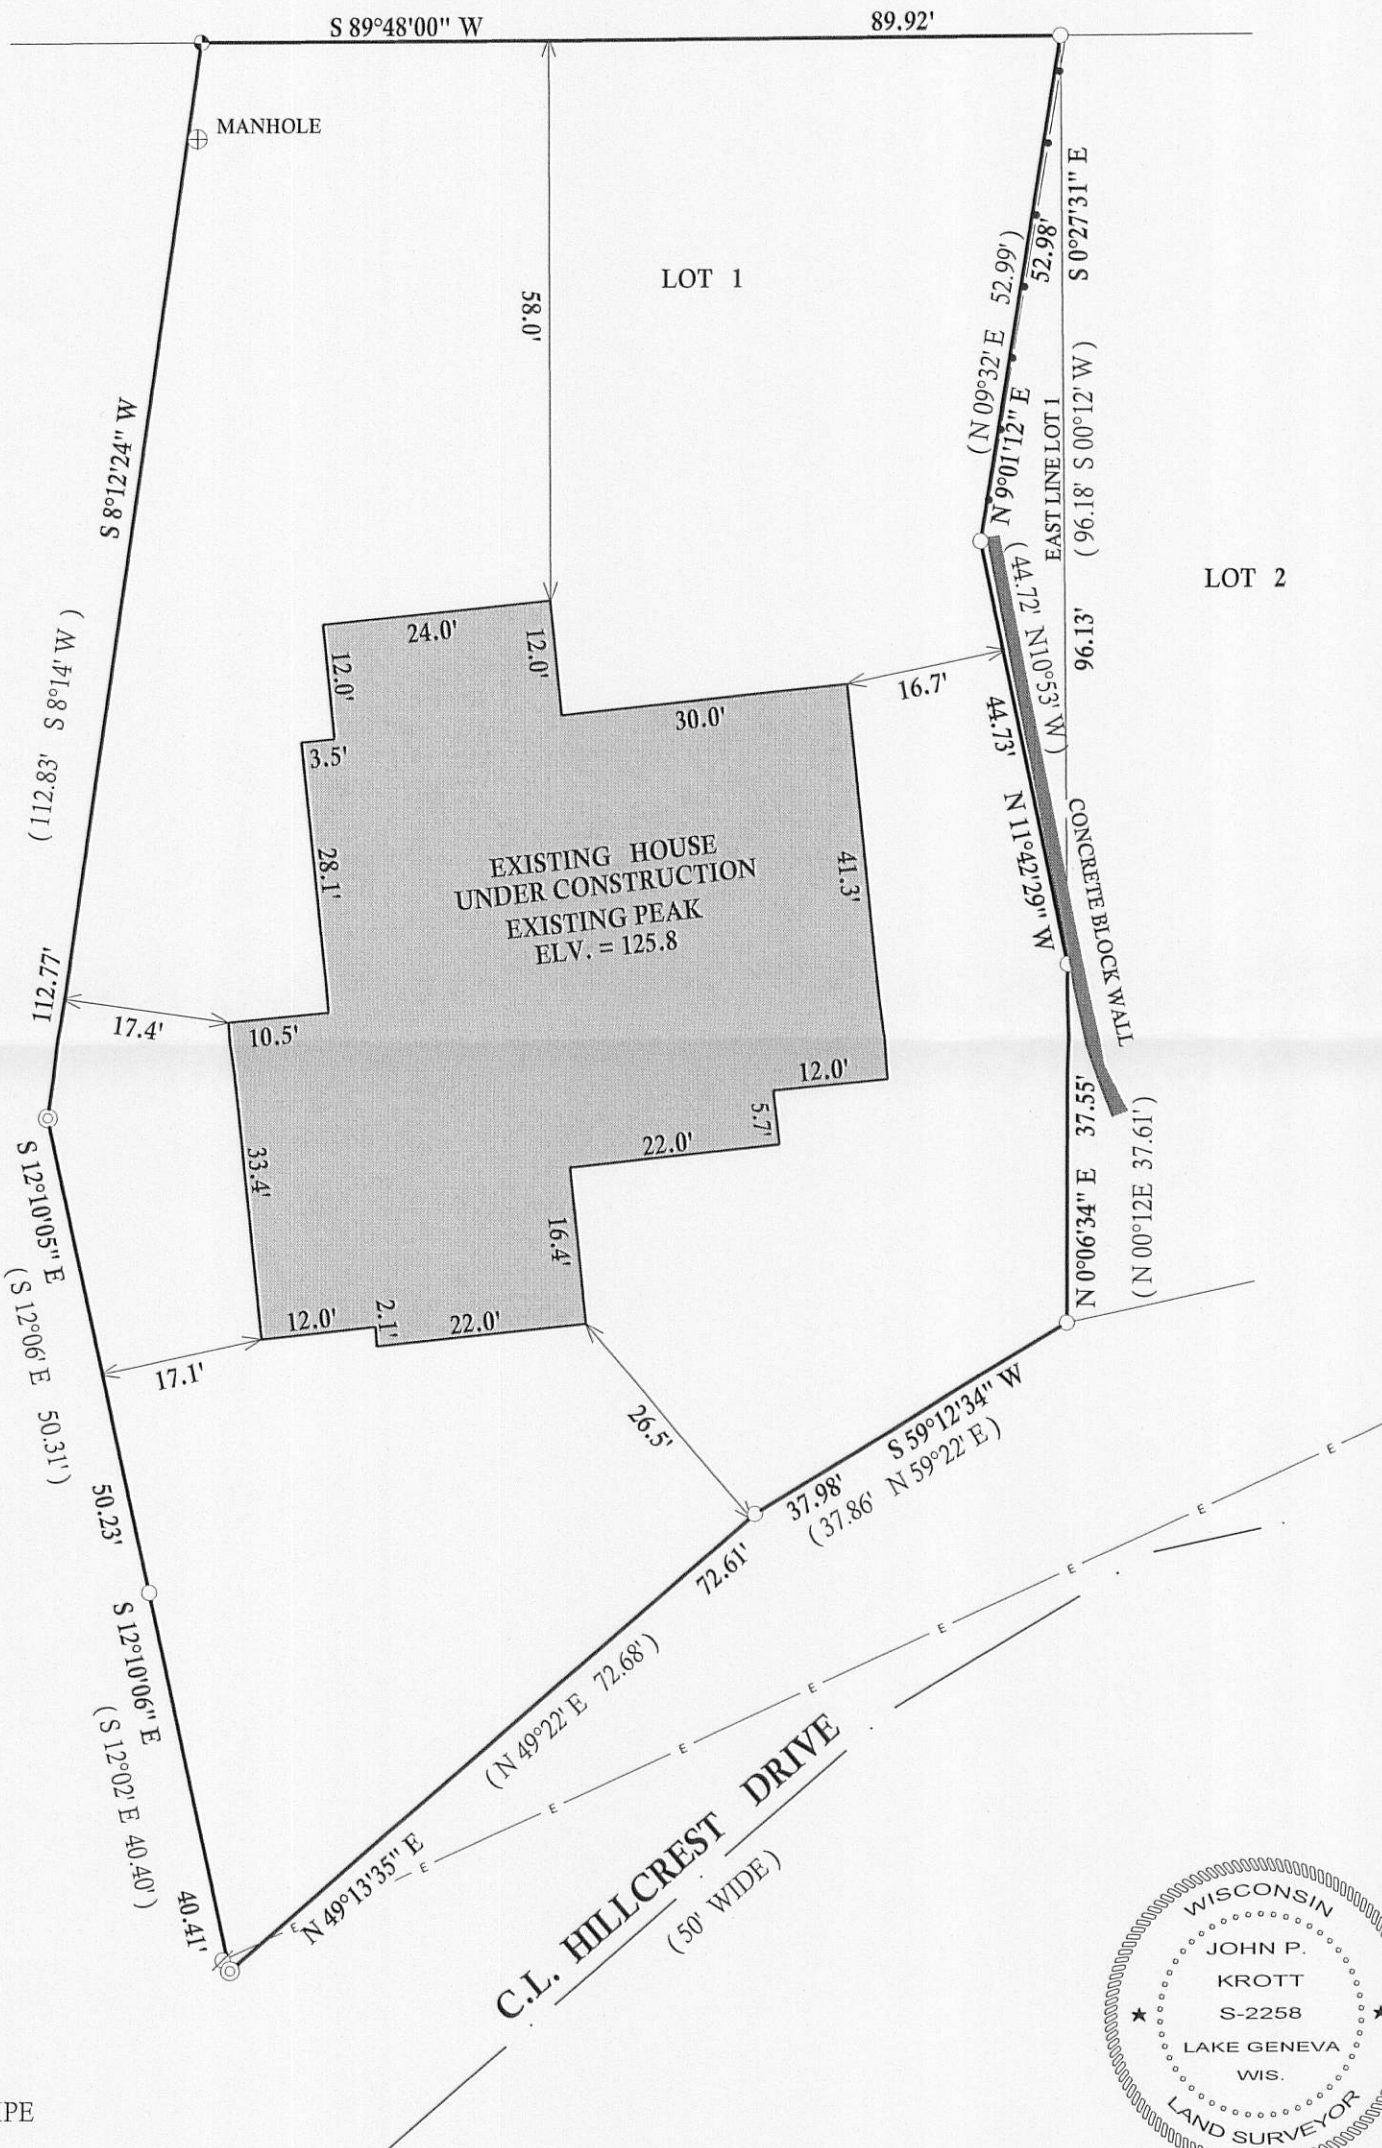 S 89°48'00" W 89.92'
MANHOLE
LOT 1
58.0'
S 0°27'31" E
52.98'
( N 09°32' E 52.99' )
N 9°01'12" E
EAST LINE LOT 1
( 96.18' S 00°12' W )
96.13'
LOT 2
S 8°12'24" W
( 112.83' S 8°14' W )
112.77'
24.0'
12.0'
12.0'
3.5'
30.0'
16.7'
( 44.72' N10°53' W )
44.73' N 11°42'29" W
CONCRETE BLOCK WALL
28.1'
EXISTING HOUSE
UNDER CONSTRUCTION
EXISTING PEAK
ELV. = 125.8
41.3'
17.4'
10.5'
12.0'
5.7'
22.0'
33.4'
16.4'
12.0'
2.1'
22.0'
17.1'
26.5'
N 0°06'34" E 37.55'
( N 00°12E 37.61' )
S 12°10'05" E
( S 12°06' E 50.31' )
50.23'
S 59°12'34" W
37.98'
( 37.86' N 59°22' E )
72.61'
( N 49°22' E 72.68' )
N 49°13'35" E
S 12°10'06" E
( S 12°02' E 40.40' )
40.41'
E
E
E
E
E
E
E
E
E
C.L. HILLCREST DRIVE
( 50' WIDE )
WISCONSIN
JOHN P.
KROTT
S-2258
LAKE GENEVA
WIS.
LAND SURVEYOR
IPE